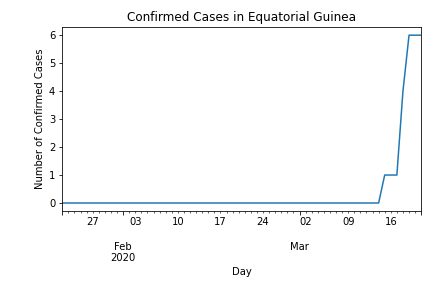 Confirmed Cases in Equatorial Guinea
6
5
4
3
2
1
0
Number of Confirmed Cases
27 03 10 17 24 02 09 16
Feb Mar
2020
Day